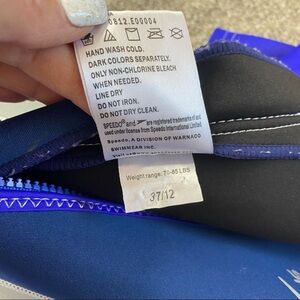 0812.E00004
HAND WASH COLD.
DARK COLORS SEPARATELY.
ONLY NON-CHLORINE BLEACH
WHEN NEEDED.
LINE DRY
DO NOT IRON.
DO NOT DRY CLEAN.
SPEEDO® and are registered trademarks of and
used under license from Speedo International Limited.
Speedo, A DIVISION OF WARNACO
SWIMWEAR INC.
Weight range: 70-85 LBS
37/12